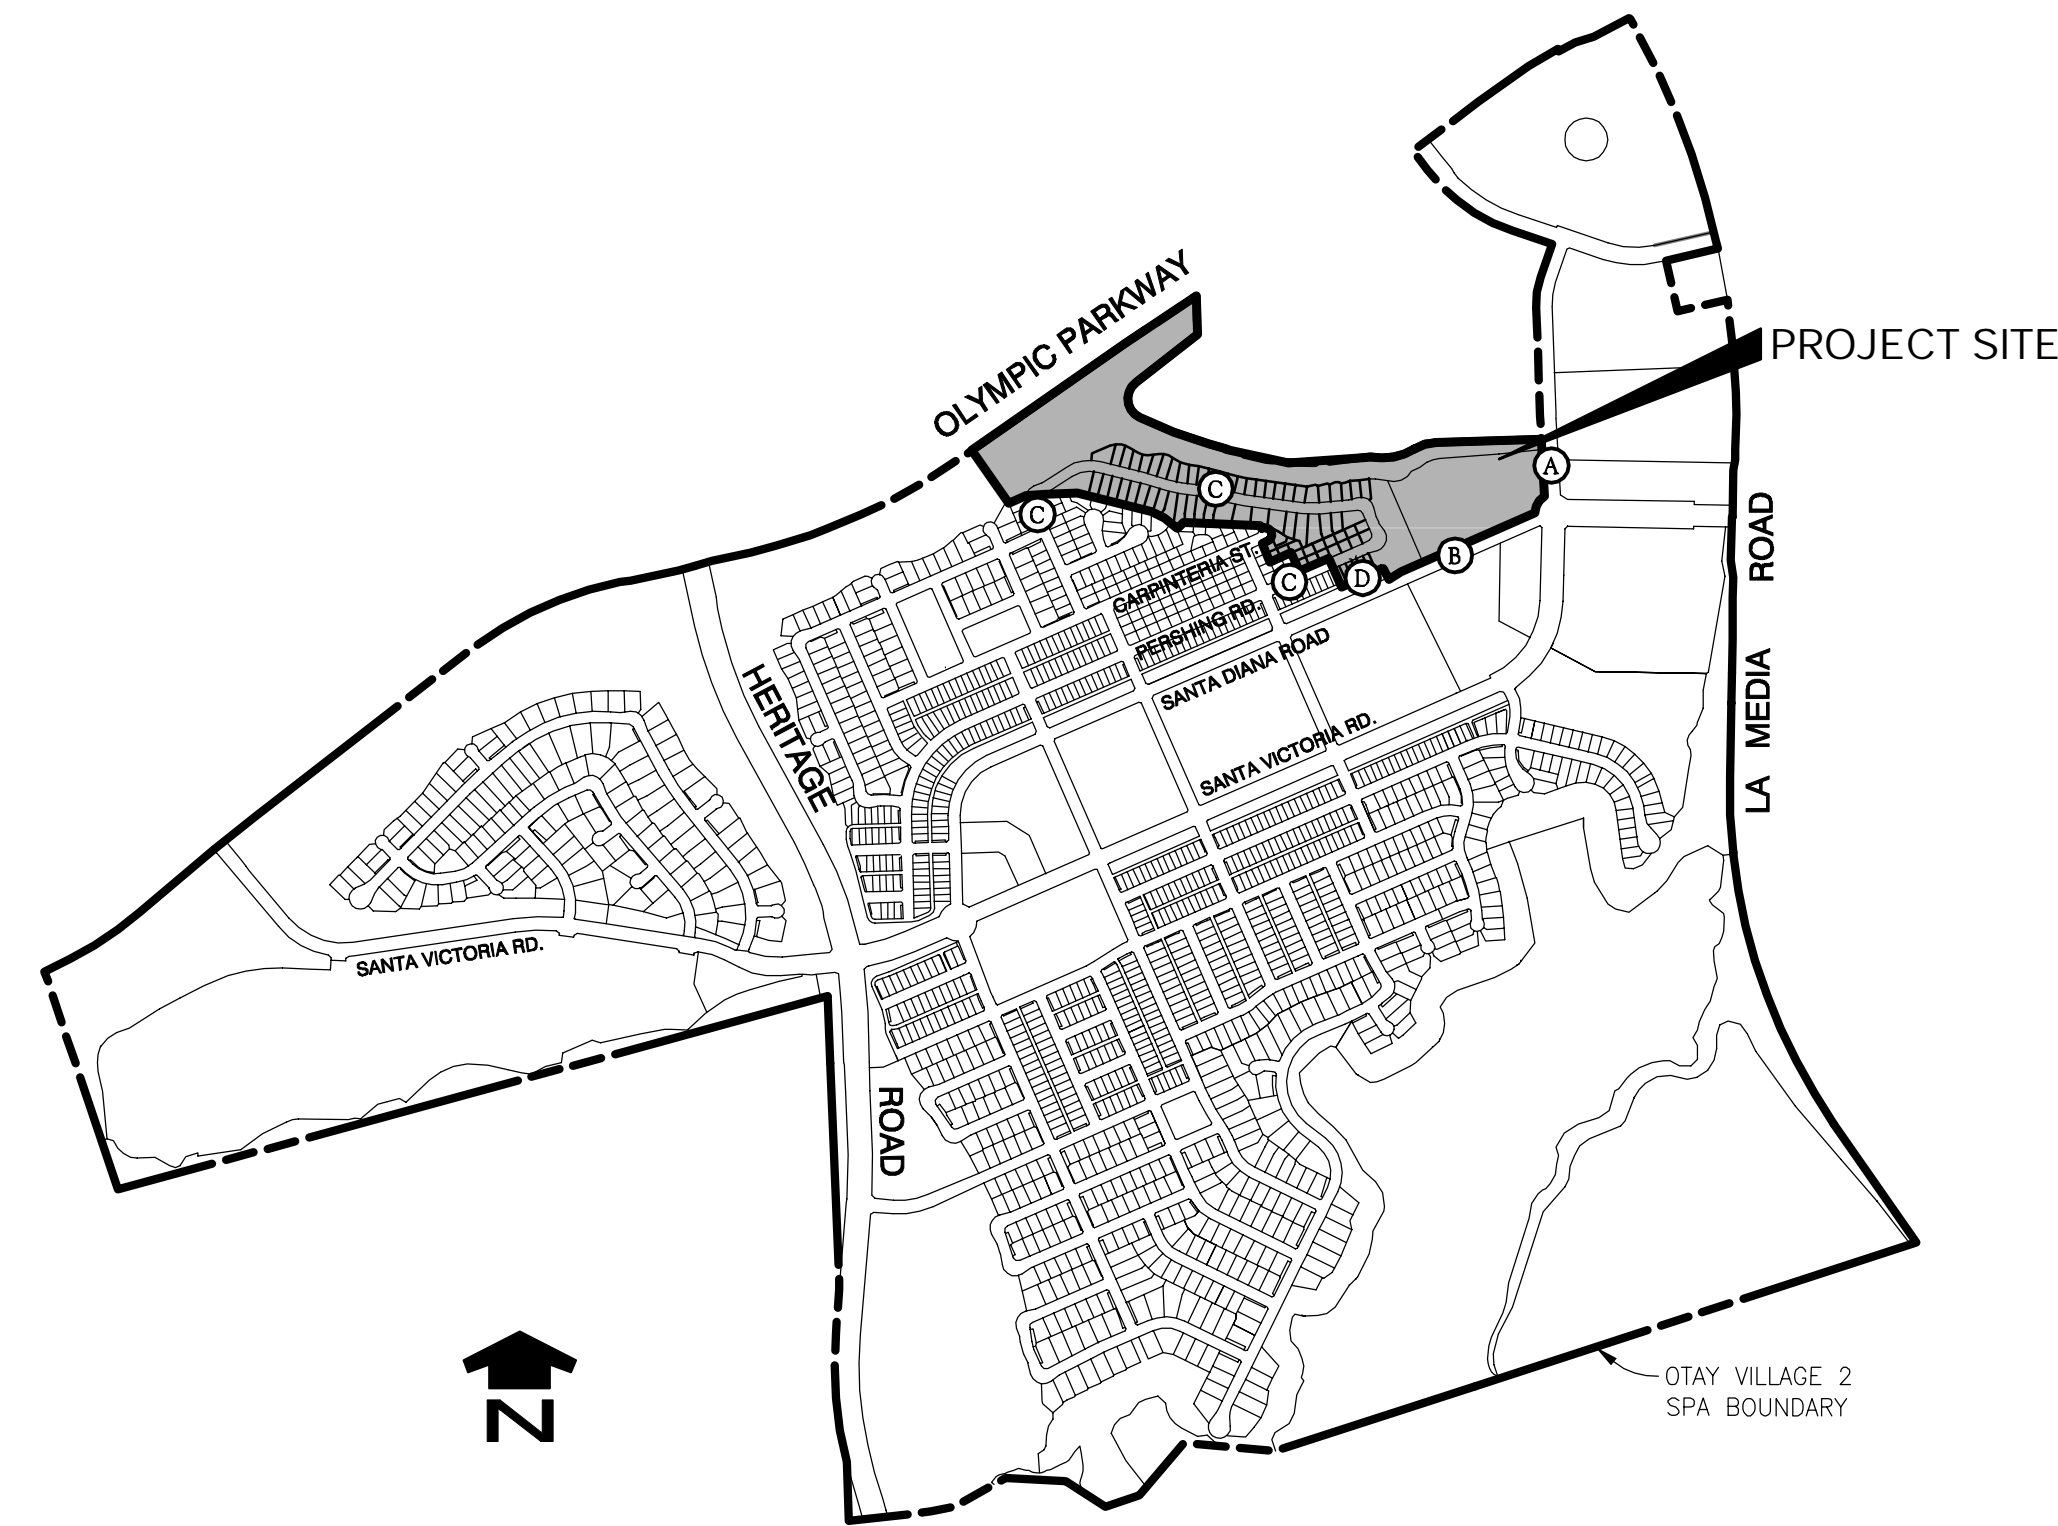 OLYMPIC PARKWAY
PROJECT SITE
A
C
C
B
C
D
CARPINTERIA ST.
PERSHING RD.
SANTA DIANA ROAD
SANTA VICTORIA RD.
HERITAGE
ROAD
LA MEDIA ROAD
SANTA VICTORIA RD.
OTAY VILLAGE 2
SPA BOUNDARY
N